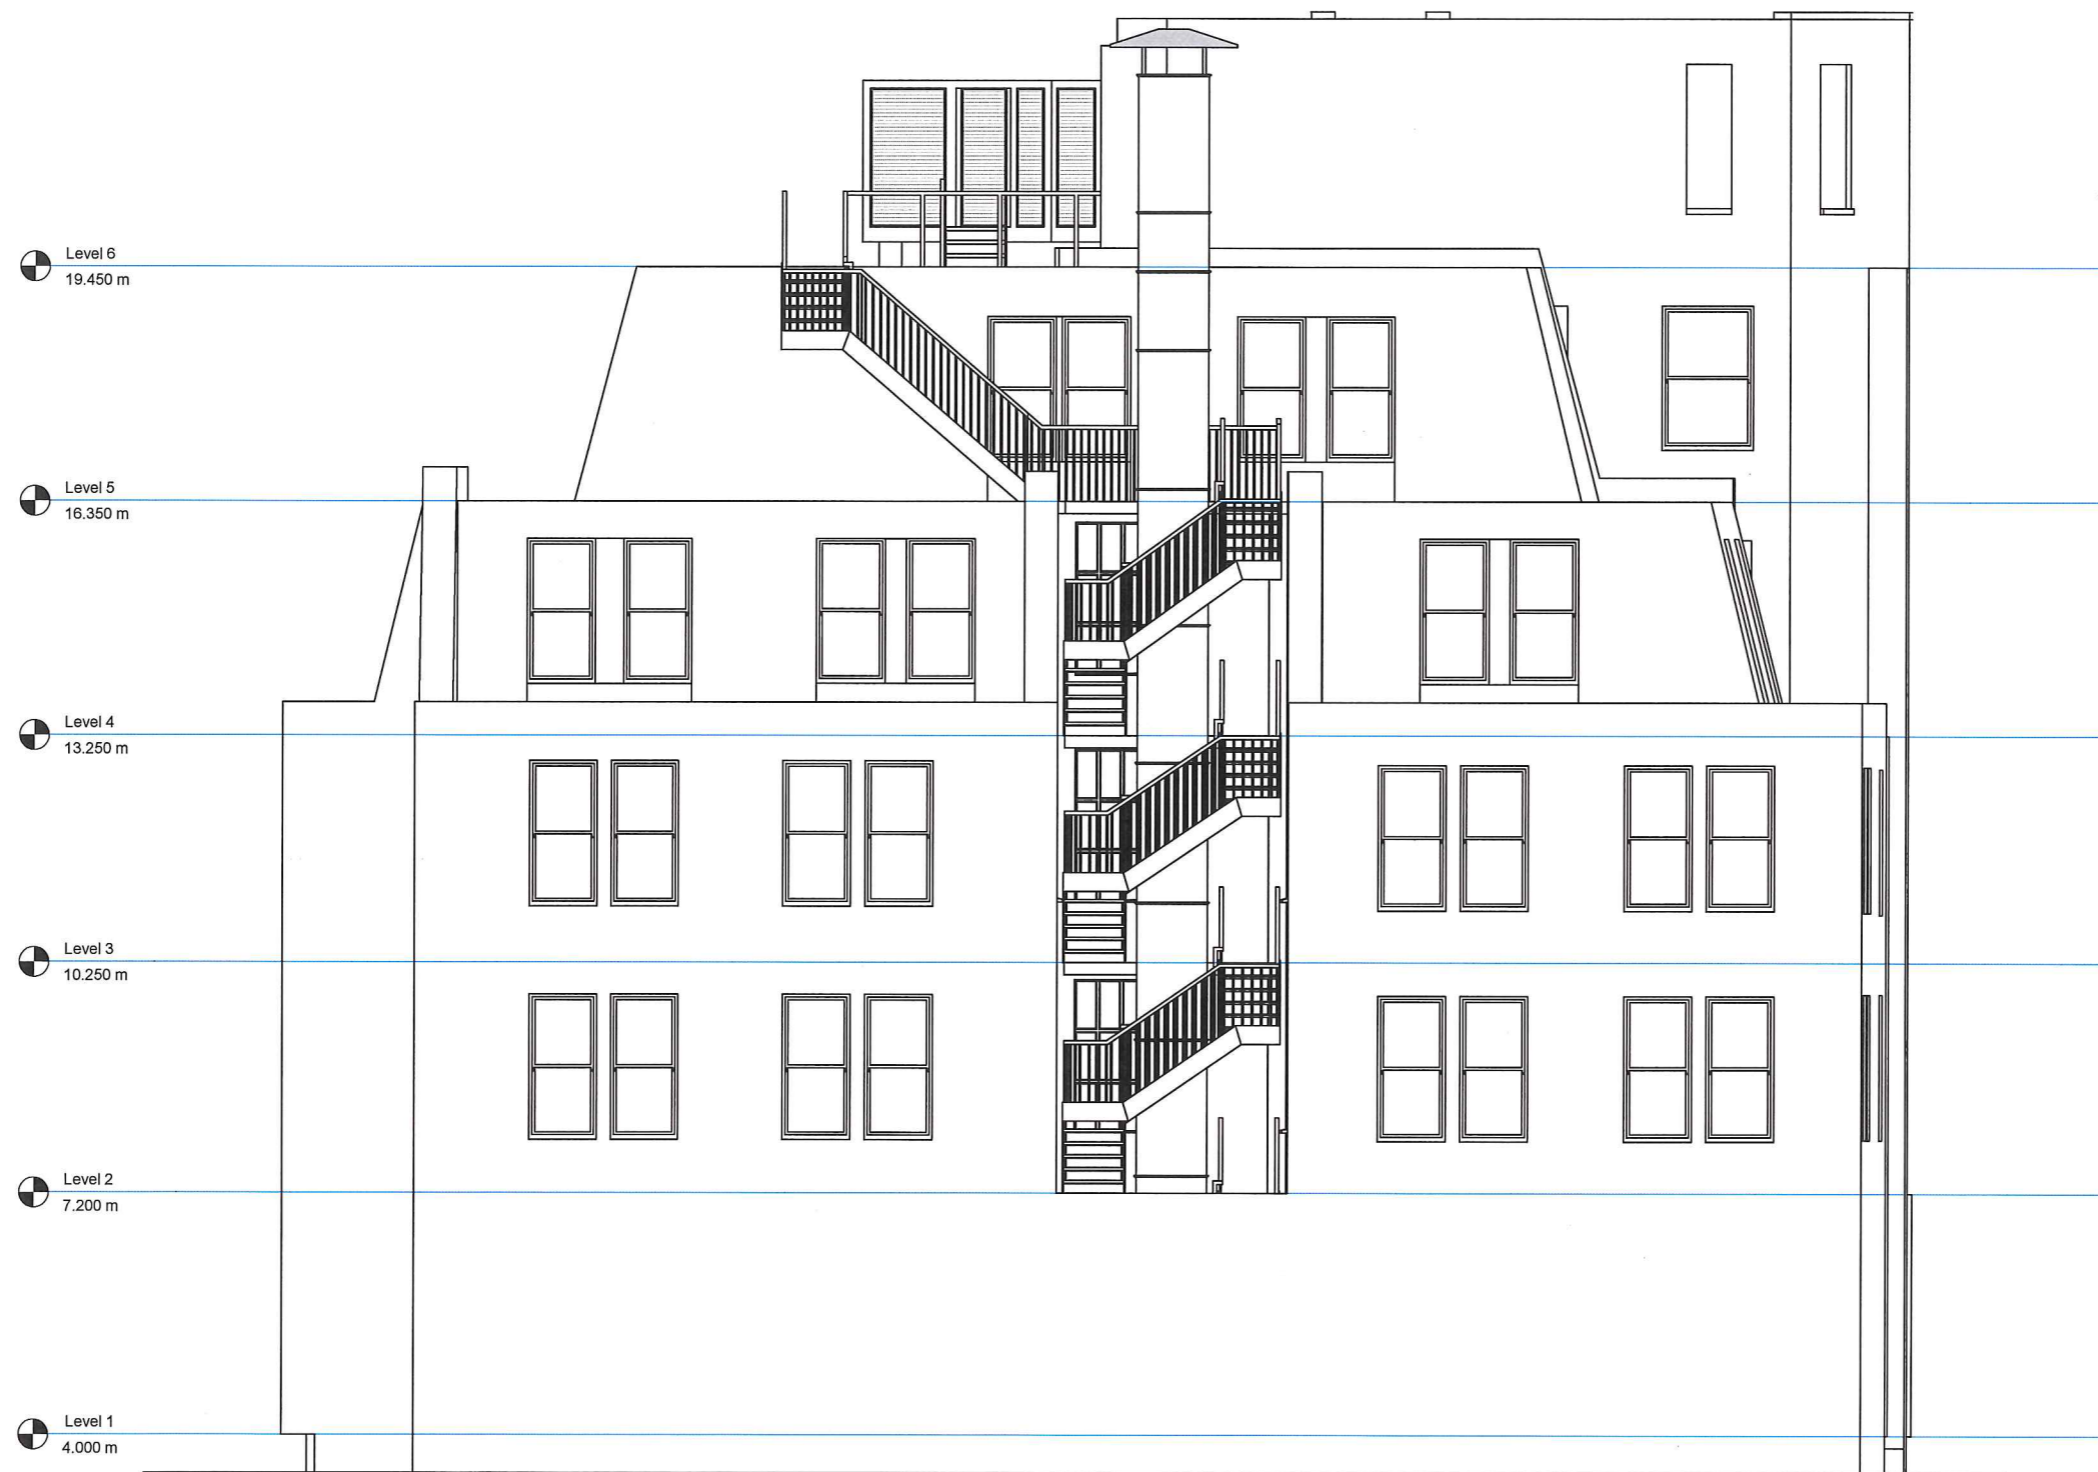 Level 6
19.450 m
Level 5
16.350 m
Level 4
13.250 m
Level 3
10.250 m
Level 2
7.200 m
Level 1
4.000 m